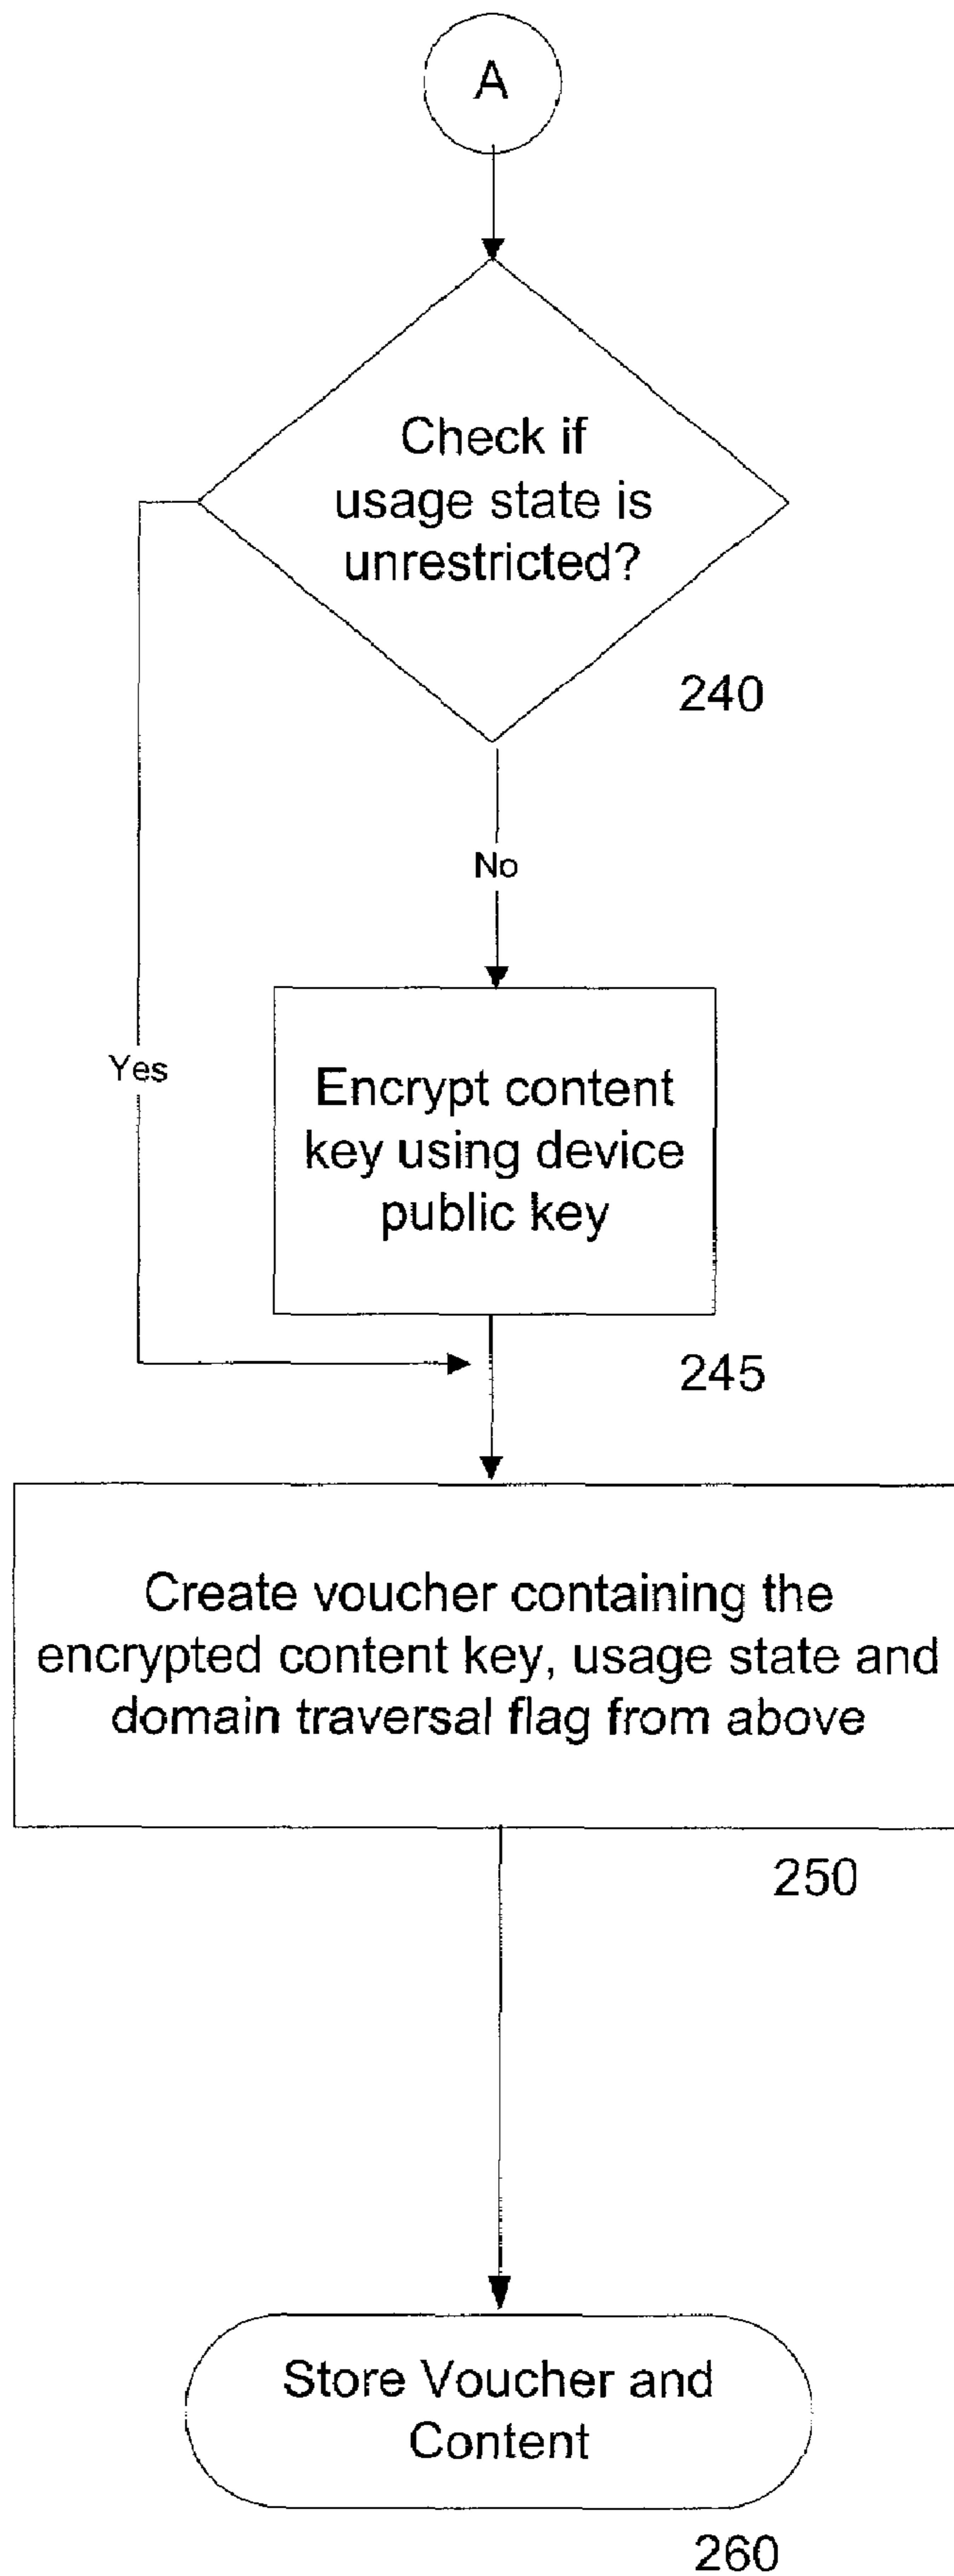 A
Check if
usage state is
unrestricted?
240
No
Yes
Encrypt content
key using device
public key
245
Create voucher containing the
encrypted content key, usage state and
domain traversal flag from above
250
Store Voucher and
Content
260